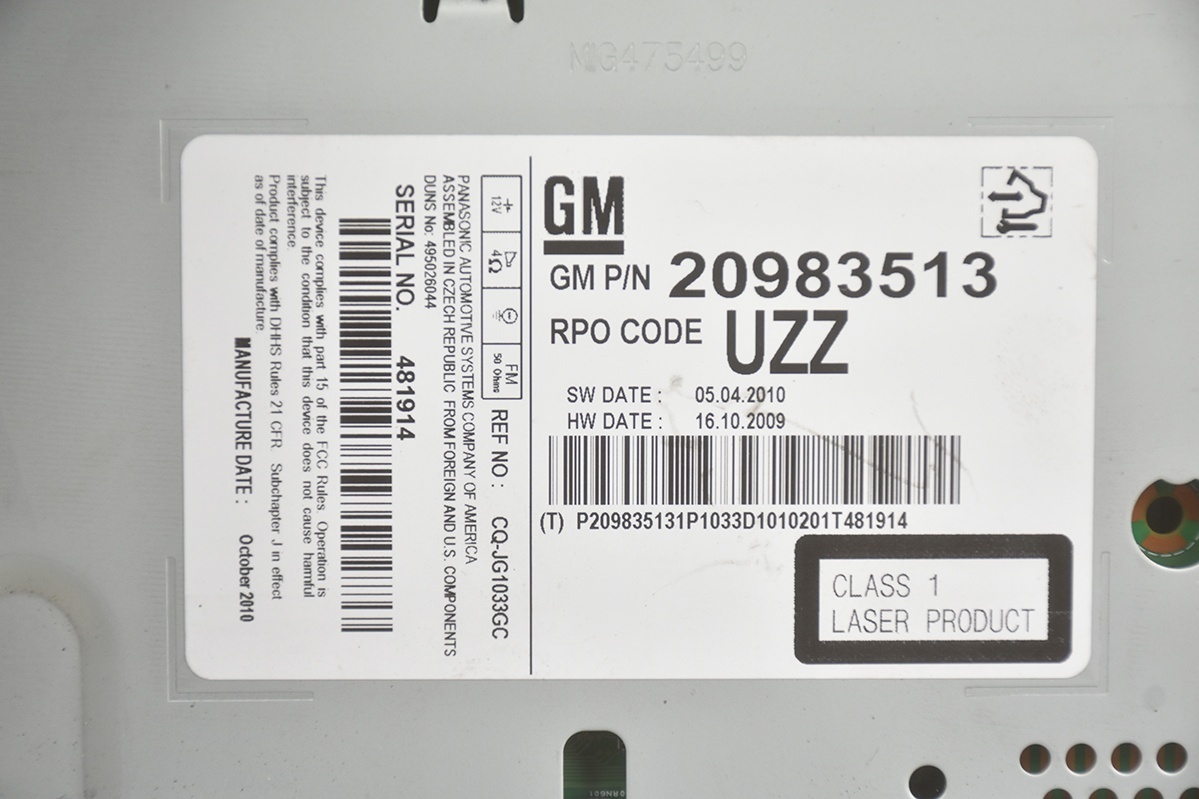 MG475499
GM
GM P/N 20983513
RPO CODE UZZ
SW DATE : 05.04.2010
HW DATE : 16.10.2009
(T) P209835131P1033D1010201T481914
CLASS 1
LASER PRODUCT
12V 4Ω FM 50 Ohms REF NO : CQ-JG1033GC
PANASONIC AUTOMOTIVE SYSTEMS COMPANY OF AMERICA
ASSEMBLED IN CZECH REPUBLIC FROM FOREIGN AND U.S. COMPONENTS
DUNS No: 495026044
SERIAL NO. 481914
This device complies with part 15 of the FCC Rules. Operation is
subject to the condition that this device does not cause harmful
interference.
Product complies with DHHS Rules 21 CFR. Subchapter J in effect
as of date of manufacture.
MANUFACTURE DATE : October 2010